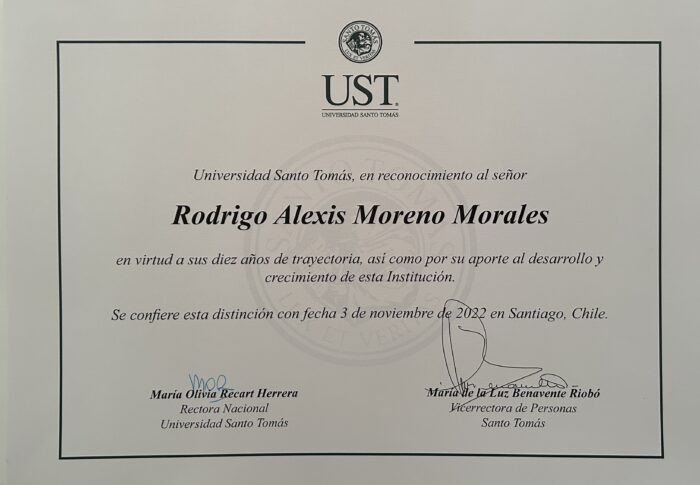 SANTO TOMÁS
UST
UNIVERSIDAD SANTO TOMÁS
Universidad Santo Tomás, en reconocimiento al señor
Rodrigo Alexis Moreno Morales
en virtud a sus diez años de trayectoria, así como por su aporte al desarrollo y
crecimiento de esta Institución.
Se confiere esta distinción con fecha 3 de noviembre de 2022 en Santiago, Chile.
María Olivia Recart Herrera
Rectora Nacional
Universidad Santo Tomás
María de la Luz Benavente Riobó
Vicerrectora de Personas
Santo Tomás